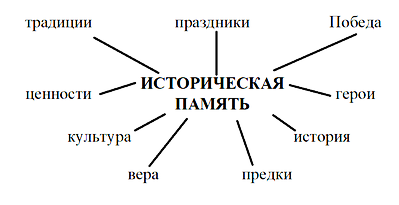 традиции
праздники
Победа
ценности
ИСТОРИЧЕСКАЯ
ПАМЯТЬ
герои
культура
история
вера
предки